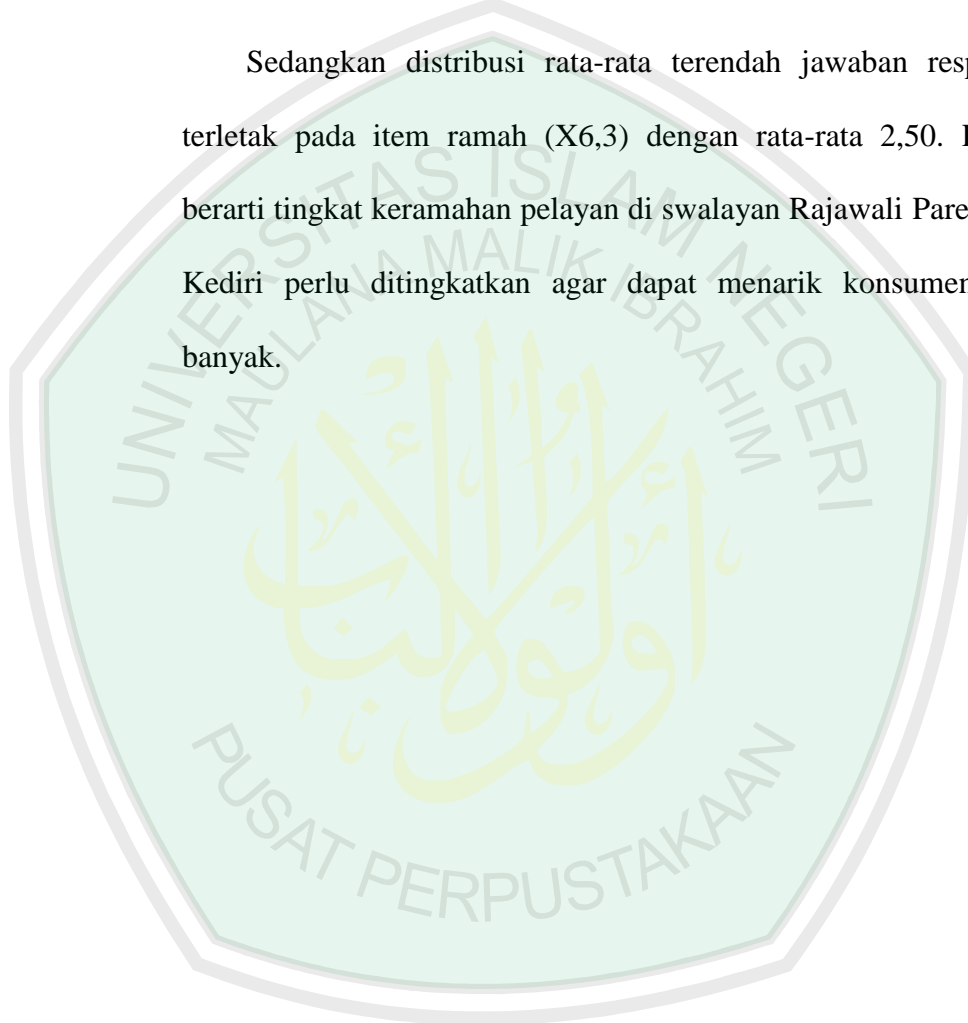 Sedangkan distribusi rata-rata terendah jawaban
terletak pada item ramah (X6,3) dengan rata-rata 2,50.
berarti tingkat keramahan pelayan di swalayan Rajawali Pare
Kediri perlu ditingkatkan agar dapat menarik konsumen
banyak.
UNIVERSITAS ISLAM NEGERI
MAULANA MALIK IBRAHIM
PUSAT PERPUSTAKAAN